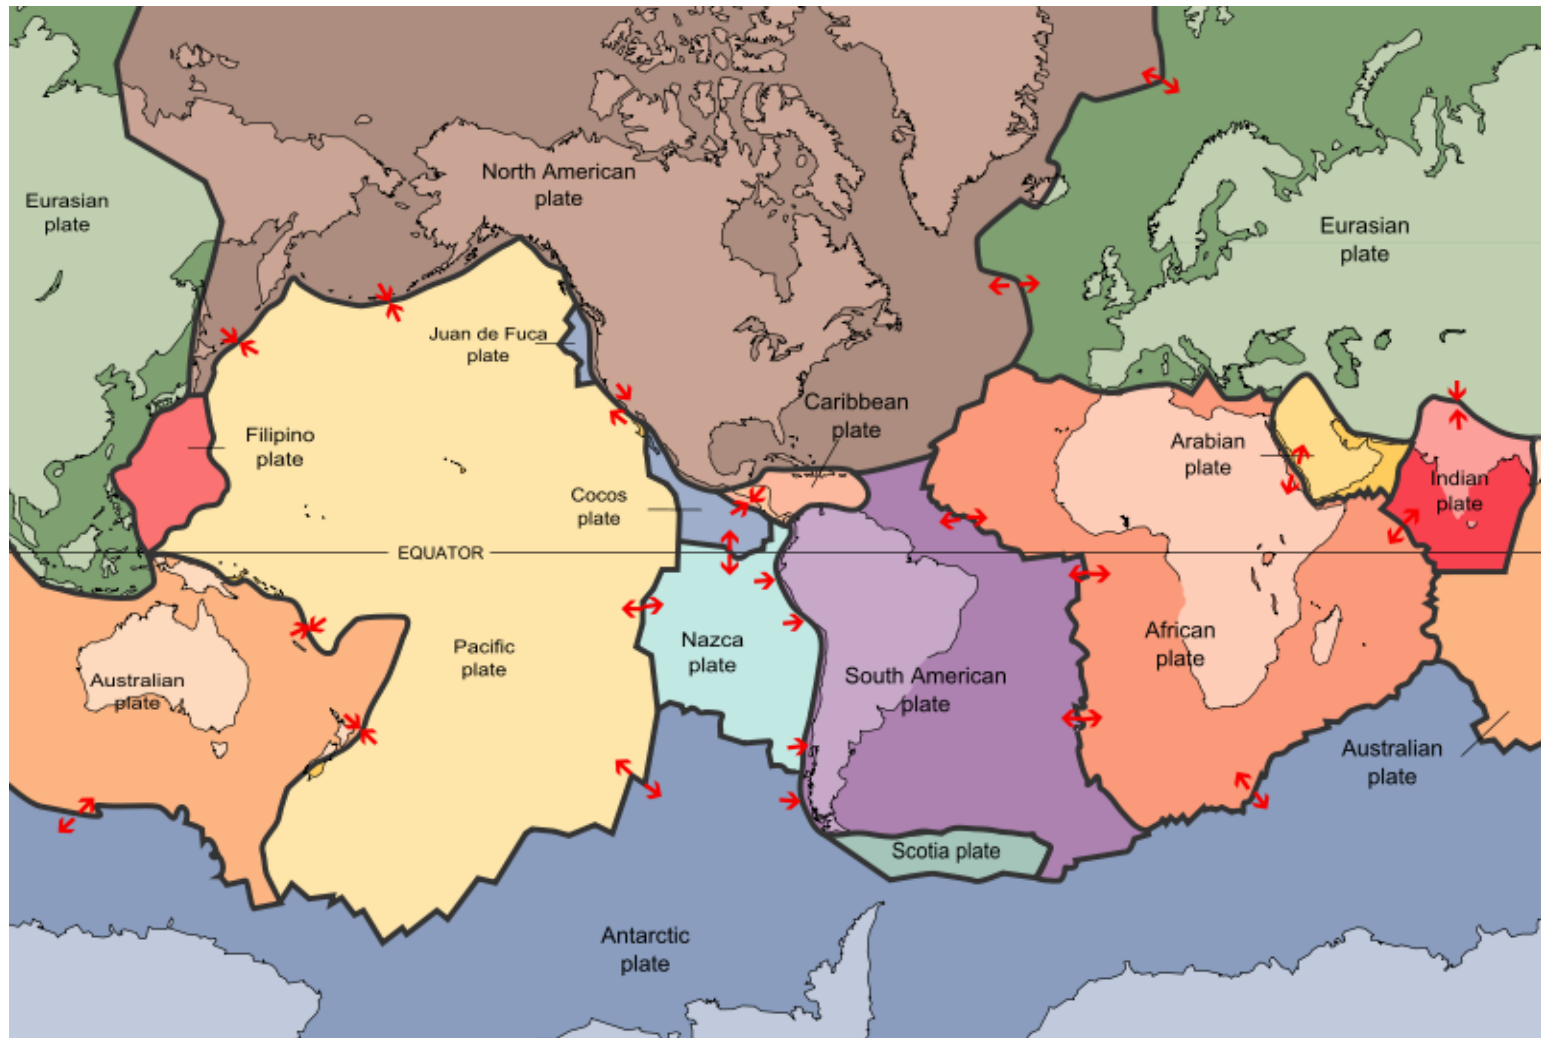 North American
plate
Eurasian
plate
Eurasian
plate
Juan de Fuca
plate
Caribbean
plate
Filipino
plate
Arabian
plate
Indian
plate
Cocos
plate
EQUATOR
Nazca
plate
African
plate
Pacific
plate
South American
plate
Australian
plate
Australian
plate
Scotia plate
Antarctic
plate